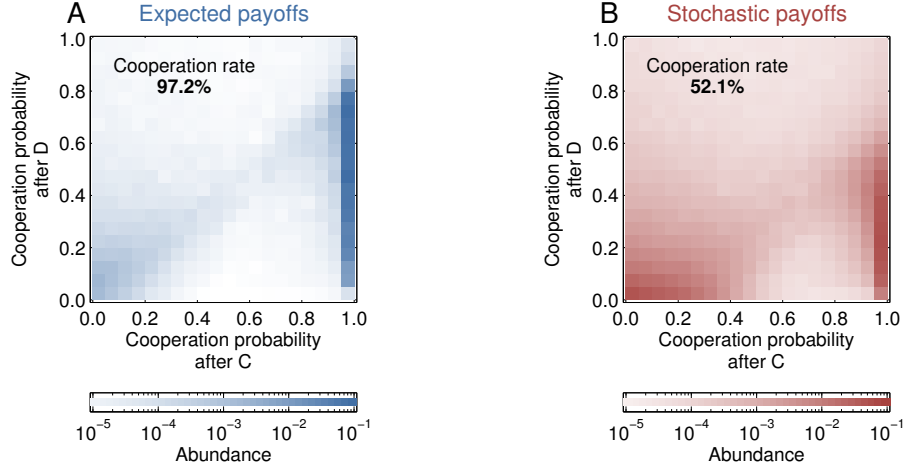 A Expected payoffs
1.0
0.8
0.6
0.4
0.2
0.0
Cooperation probability
after D
Cooperation rate
97.2%
0.0 0.2 0.4 0.6 0.8 1.0
Cooperation probability
after C
10⁻⁵ 10⁻⁴ 10⁻³ 10⁻² 10⁻¹
Abundance
B Stochastic payoffs
1.0
0.8
0.6
0.4
0.2
0.0
Cooperation probability
after D
Cooperation rate
52.1%
0.0 0.2 0.4 0.6 0.8 1.0
Cooperation probability
after C
10⁻⁵ 10⁻⁴ 10⁻³ 10⁻² 10⁻¹
Abundance